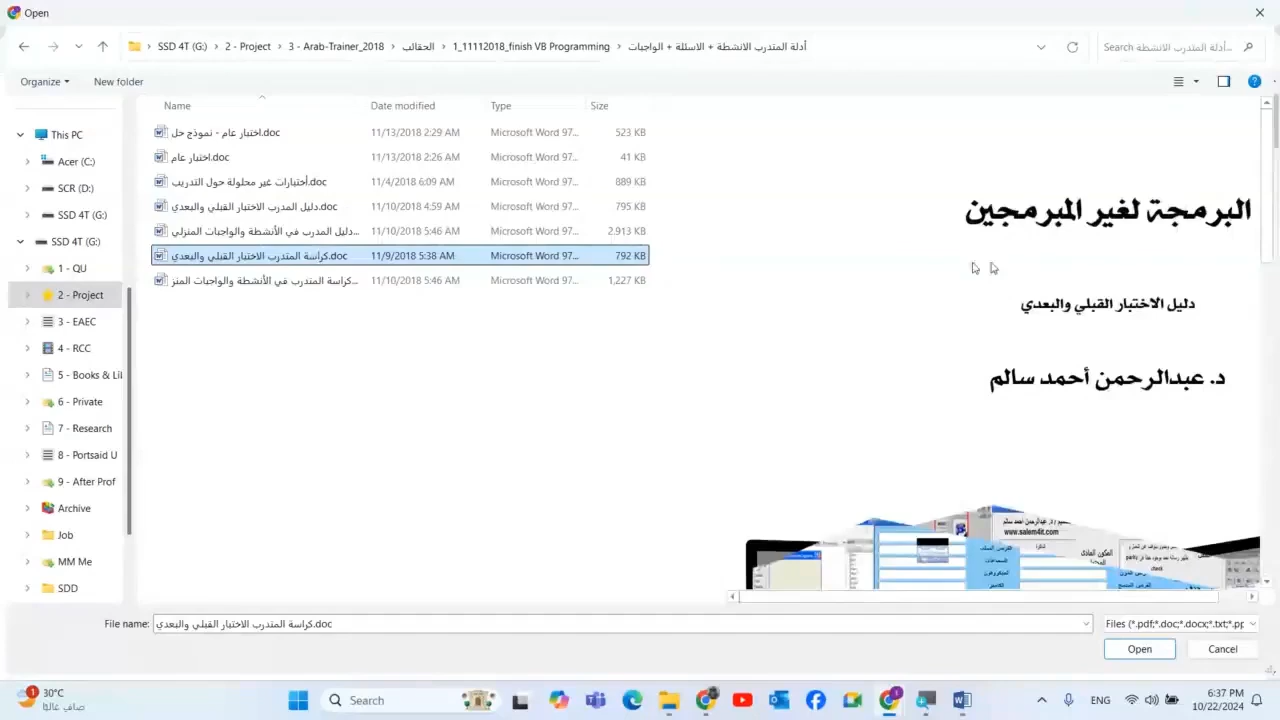 Open
SSD 4T (G:) › 2 - Project › 3 - Arab-Trainer_2018 › الحقائب › 1_11112018_finish VB Programming › أدلة المتدرب الانشطة + الاسئلة + الواجبات
Search أدلة المتدرب الانشطة...
Organize
New folder
Name Date modified Type Size
اختبار عام - نموذج حل.doc 11/13/2018 2:29 AM Microsoft Word 97... 523 KB
اختبار عام.doc 11/13/2018 2:26 AM Microsoft Word 97... 41 KB
أختيارات غير محلولة حول التدريب.doc 11/4/2018 6:09 AM Microsoft Word 97... 889 KB
دليل المدرب الاختبار القبلي والبعدي.doc 11/10/2018 4:59 AM Microsoft Word 97... 795 KB
دليل المدرب في الأنشطة والواجبات المنزلي... 11/10/2018 5:46 AM Microsoft Word 97... 2,913 KB
كراسة المتدرب الاختبار القبلي والبعدي.doc 11/9/2018 5:38 AM Microsoft Word 97... 792 KB
كراسة المتدرب في الأنشطة والواجبات المنز... 11/10/2018 5:46 AM Microsoft Word 97... 1,227 KB
This PC
Acer (C:)
SCR (D:)
SSD 4T (G:)
SSD 4T (G:)
1 - QU
2 - Project
3 - EAEC
4 - RCC
5 - Books & Li
6 - Private
7 - Research
8 - Portsaid U
9 - After Prof
Archive
Job
MM Me
SDD
البرمجة لغير المبرمجين
دليل الاختبار القبلي والبعدي
د. عبدالرحمن أحمد سالم
د. عبدالرحمن أحمد سالم
www.salem4it.com
File name: كراسة المتدرب الاختبار القبلي والبعدي.doc
Files (*.pdf;*.doc;*.docx;*.txt;*.pp
Open
Cancel
1
30°C
صافي غالبًا
Search
ENG
6:37 PM
10/22/2024